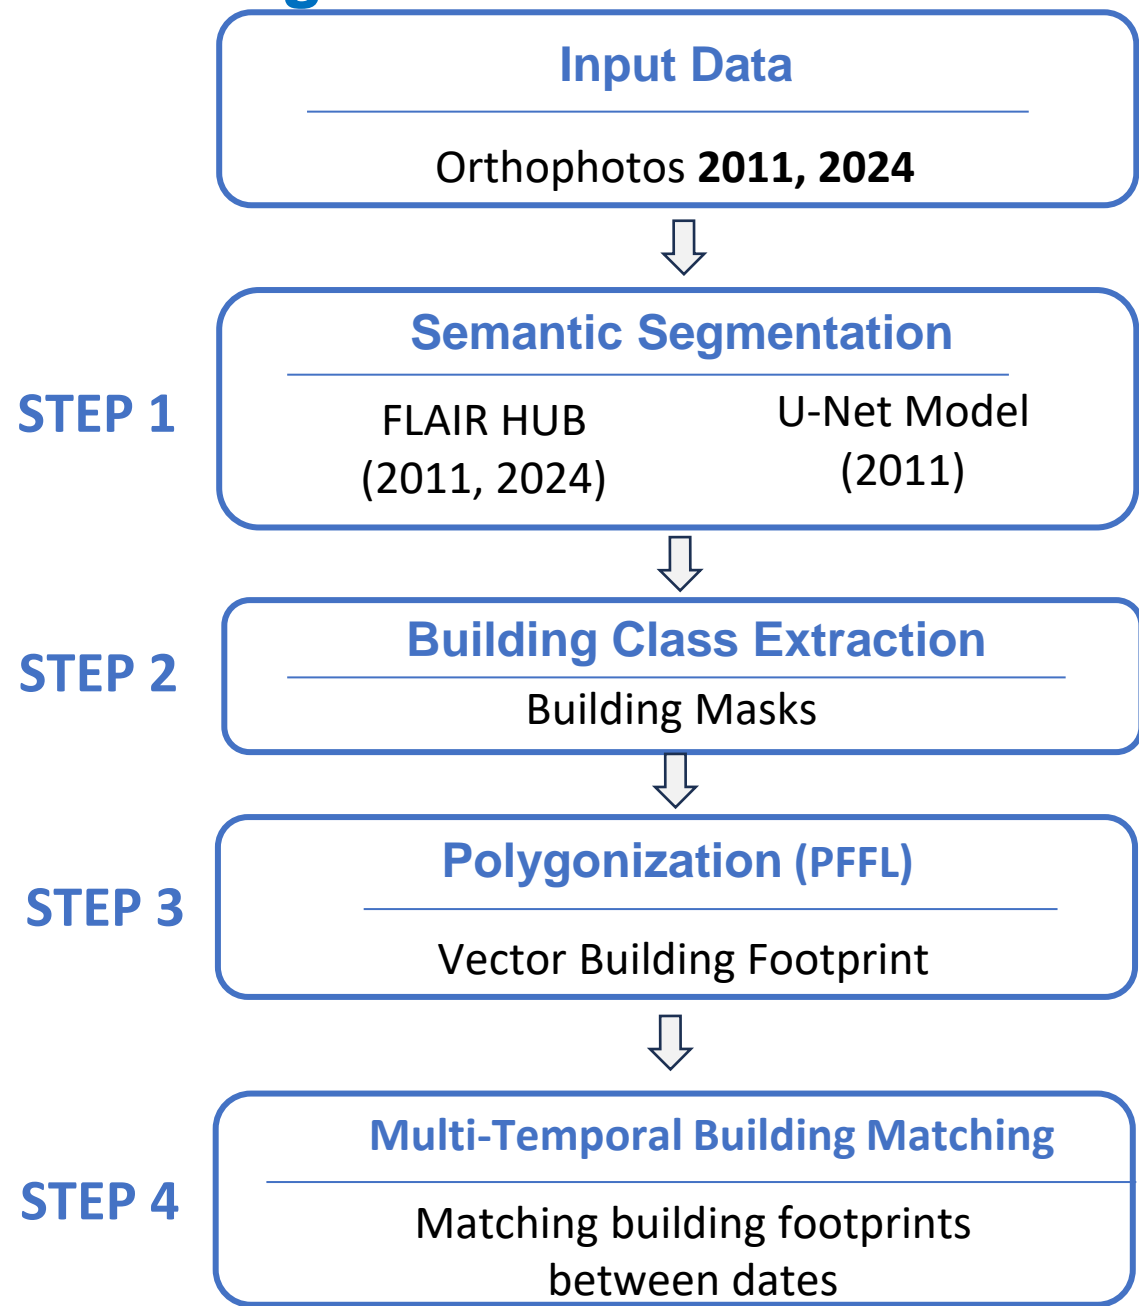 Input Data
Orthophotos 2011, 2024
STEP 1
Semantic Segmentation
FLAIR HUB
(2011, 2024)
U-Net Model
(2011)
STEP 2
Building Class Extraction
Building Masks
STEP 3
Polygonization (PFFL)
Vector Building Footprint
STEP 4
Multi-Temporal Building Matching
Matching building footprints
between dates